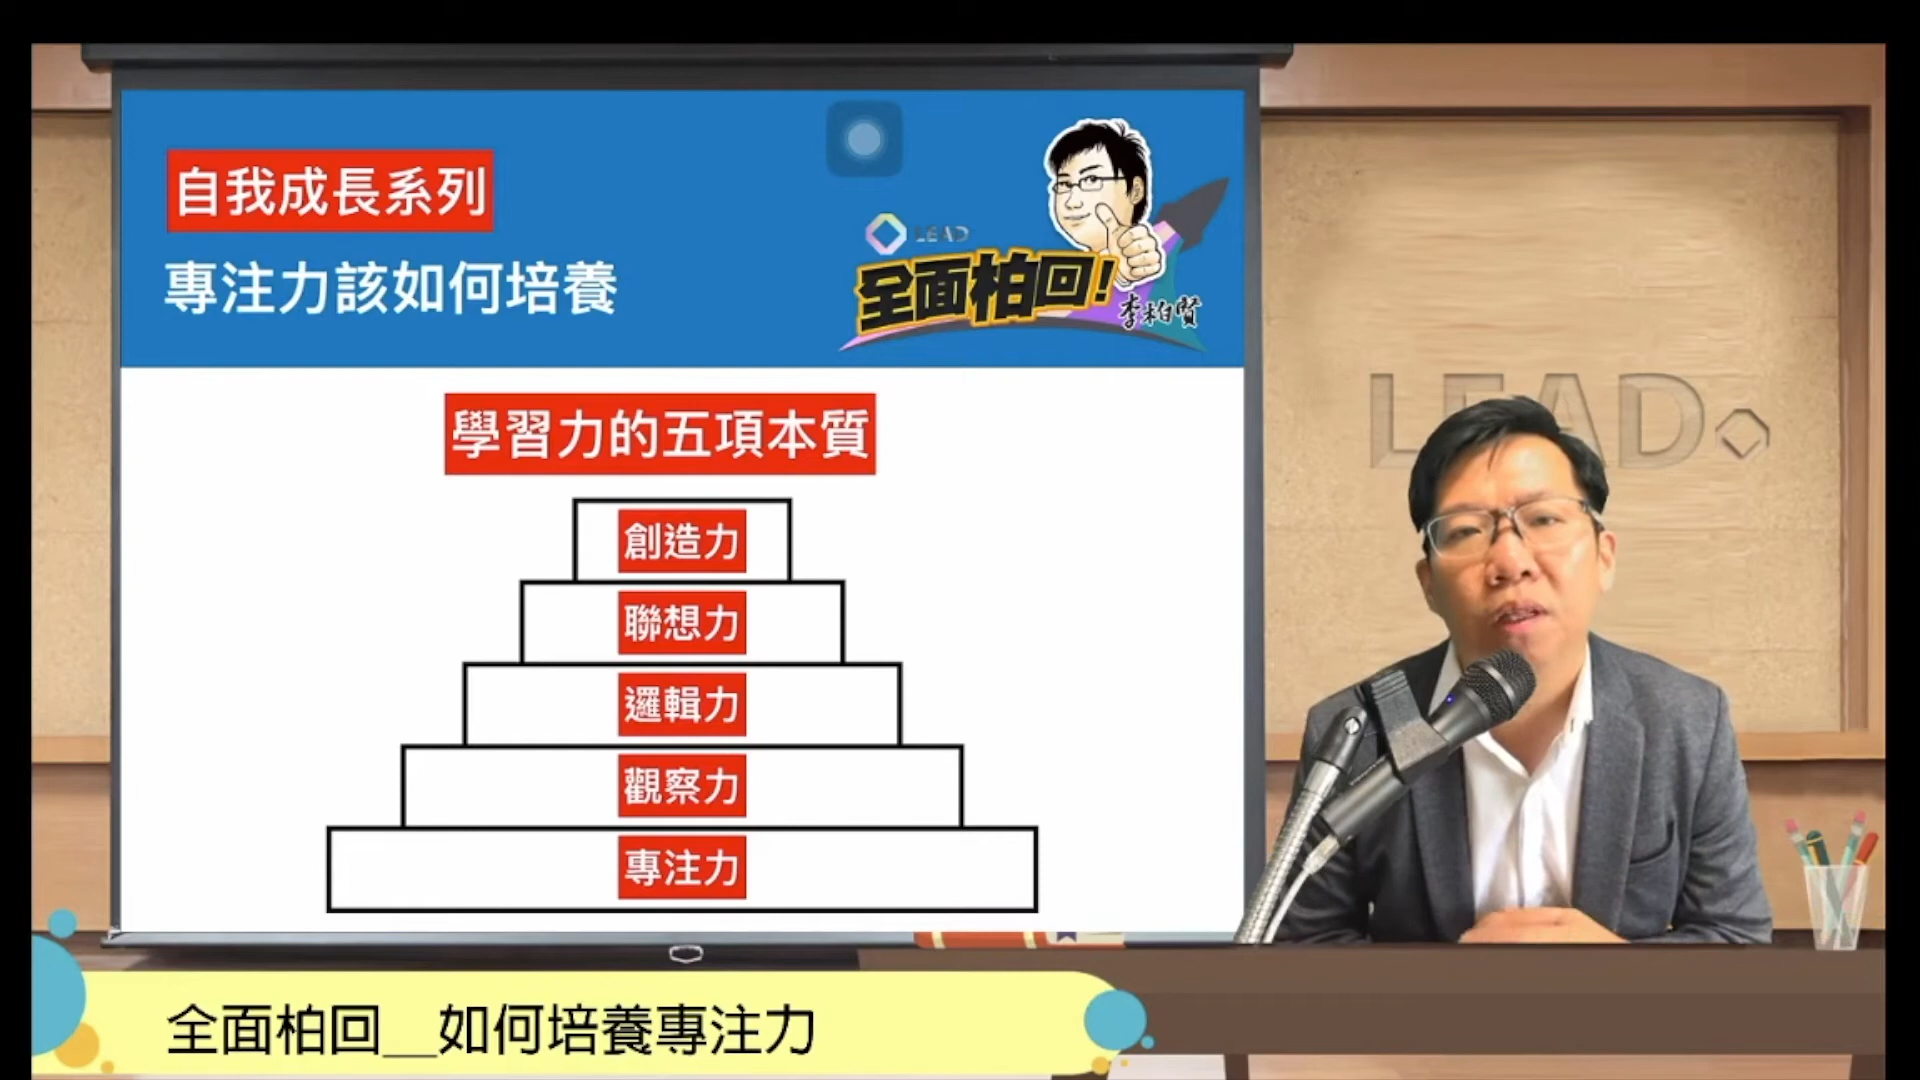 自我成長系列
專注力該如何培養
LEAD
全面柏回!
李柏賢
學習力的五項本質
創造力
聯想力
邏輯力
觀察力
專注力
LEAD
全面柏回__如何培養專注力